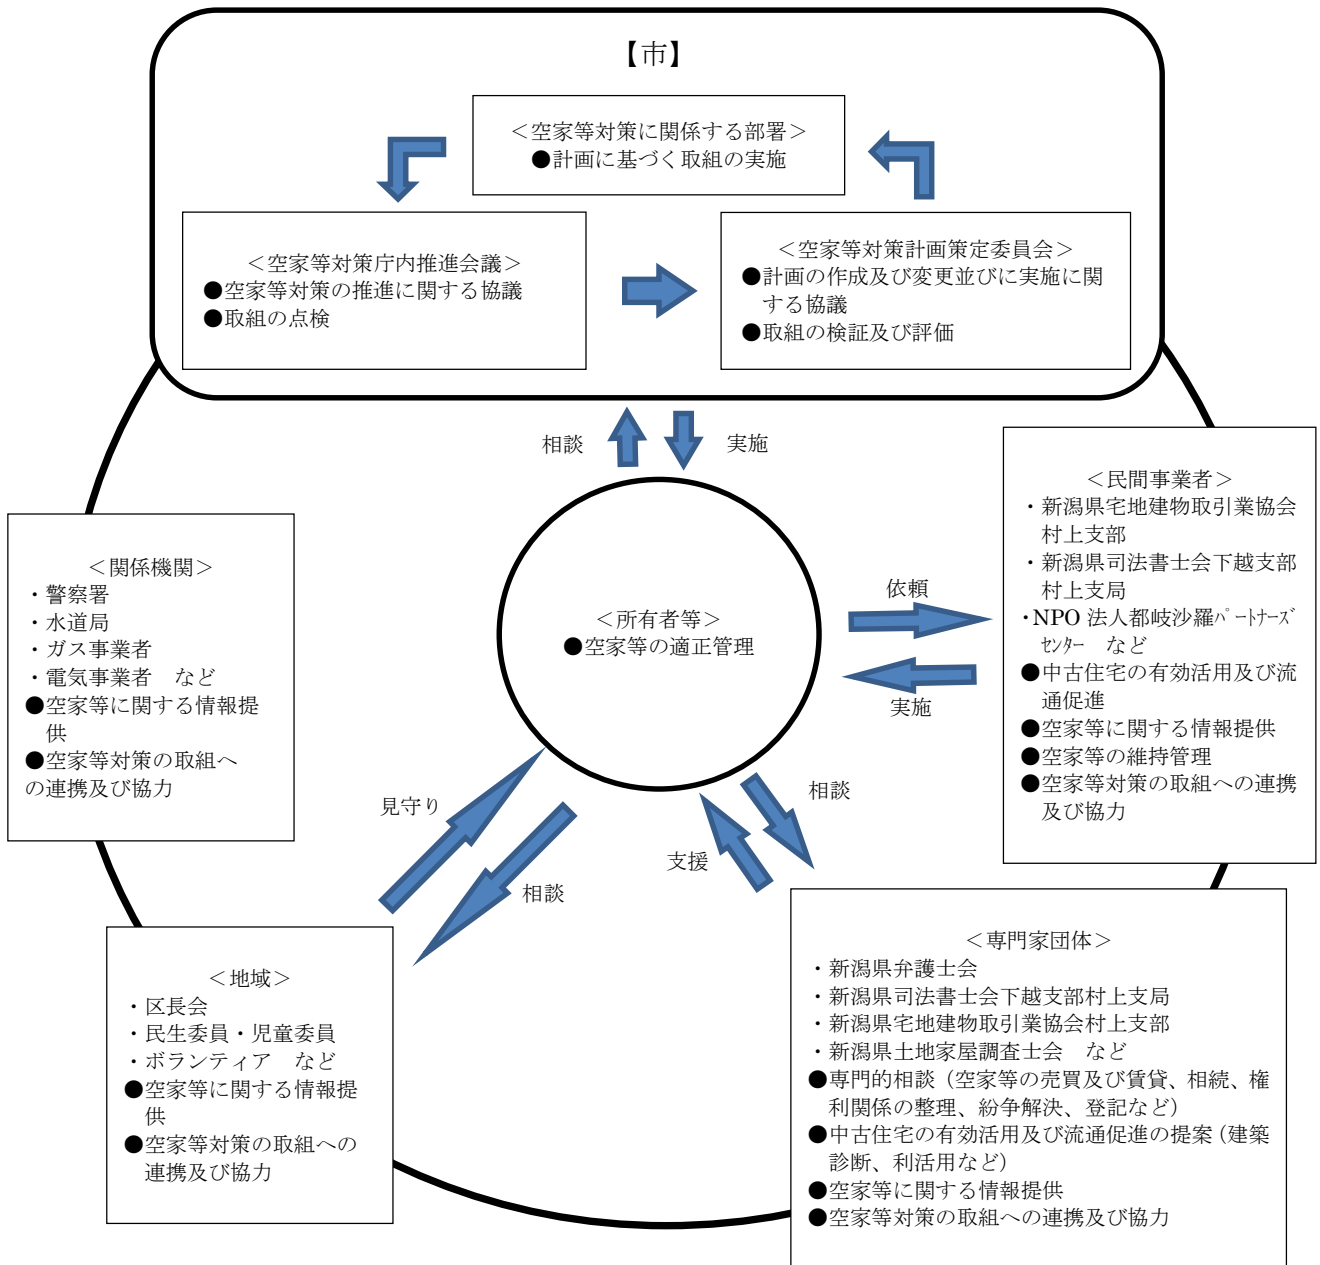 【市】
＜空家等対策に関係する部署＞
●計画に基づく取組の実施
＜空家等対策庁内推進会議＞
●空家等対策の推進に関する協議
●取組の点検
＜空家等対策計画策定委員会＞
●計画の作成及び変更並びに実施に関
する協議
●取組の検証及び評価
相談
実施
＜関係機関＞
・警察署
・水道局
・ガス事業者
・電気事業者　など
●空家等に関する情報提
供
●空家等対策の取組へ
の連携及び協力
＜所有者等＞
●空家等の適正管理
依頼
実施
＜民間事業者＞
・新潟県宅地建物取引業協会
村上支部
・新潟県司法書士会下越支部
村上支局
・NPO 法人都岐沙羅ﾊﾟｰﾄﾅｰｽﾞ
ｾﾝﾀｰ　など
●中古住宅の有効活用及び流
通促進
●空家等に関する情報提供
●空家等の維持管理
●空家等対策の取組への連携
及び協力
見守り
相談
支援
相談
＜地域＞
・区長会
・民生委員・児童委員
・ボランティア　など
●空家等に関する情報提
供
●空家等対策の取組への
連携及び協力
＜専門家団体＞
・新潟県弁護士会
・新潟県司法書士会下越支部村上支局
・新潟県宅地建物取引業協会村上支部
・新潟県土地家屋調査士会　など
●専門的相談（空家等の売買及び賃貸、相続、権
利関係の整理、紛争解決、登記など）
●中古住宅の有効活用及び流通促進の提案（建築
診断、利活用など）
●空家等に関する情報提供
●空家等対策の取組への連携及び協力